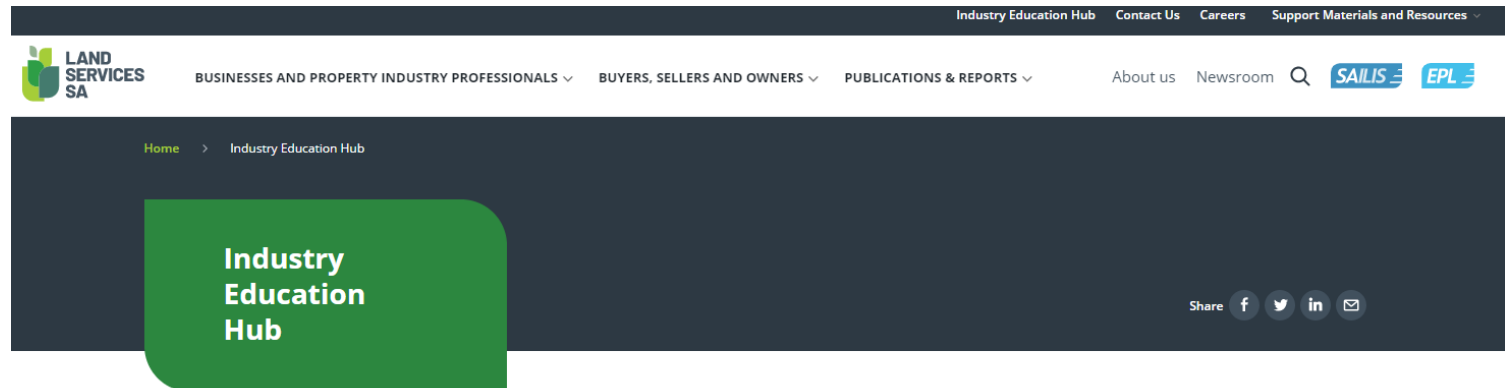 Industry Education Hub Contact Us Careers Support Materials and Resources
LAND
SERVICES
SA
BUSINESSES AND PROPERTY INDUSTRY PROFESSIONALS BUYERS, SELLERS AND OWNERS PUBLICATIONS & REPORTS About us Newsroom SAILIS EPL
Home > Industry Education Hub
Industry
Education
Hub
Share